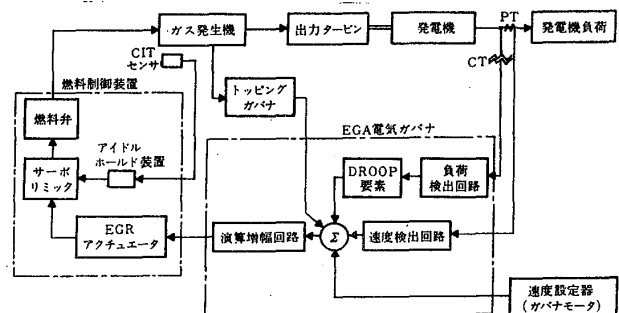 ガス発生機
出力タービン
発電機
PT
発電機負荷
CT
CIT
センサ
燃料制御装置
トッピング
ガバナ
燃料弁
EGA電気ガバナ
アイドル
ホールド装置
サーボ
リミック
DROOP
要素
負荷
検出回路
EGR
アクチュエータ
演算増幅回路
Σ
速度検出回路
速度設定器
(ガバナモータ)